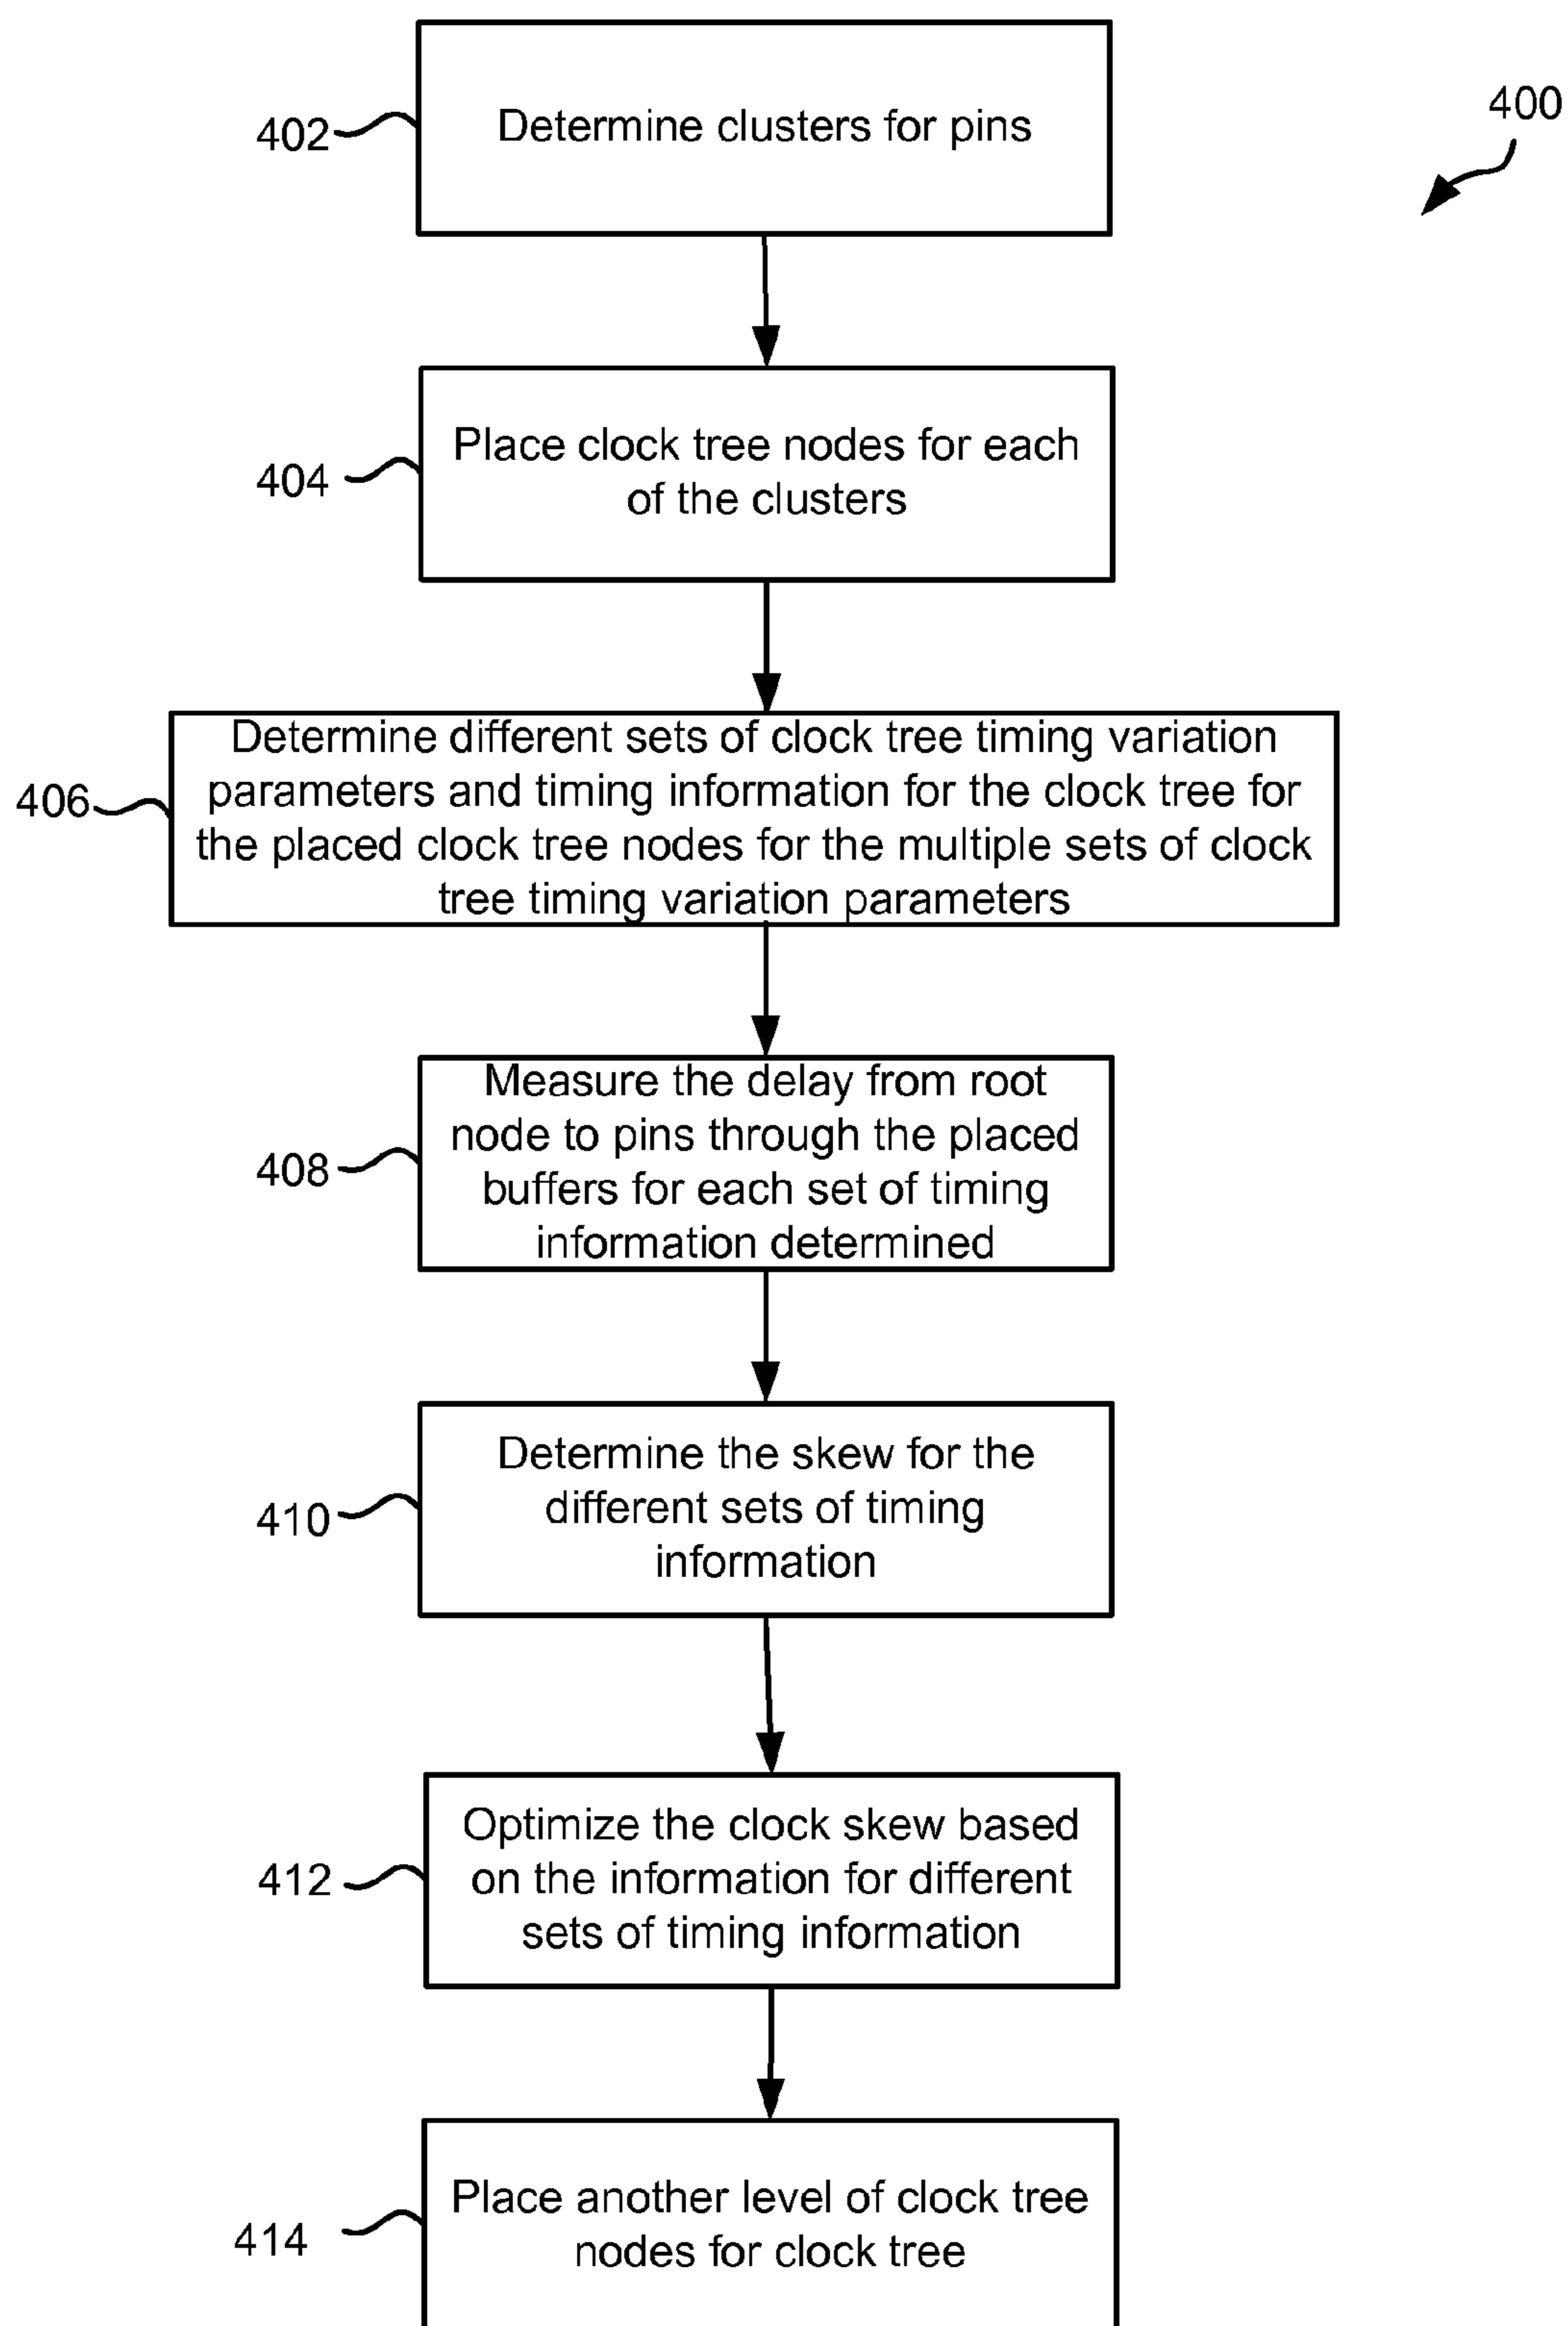 400
402
Determine clusters for pins
404
Place clock tree nodes for each
of the clusters
406
Determine different sets of clock tree timing variation
parameters and timing information for the clock tree for
the placed clock tree nodes for the multiple sets of clock
tree timing variation parameters
408
Measure the delay from root
node to pins through the placed
buffers for each set of timing
information determined
410
Determine the skew for the
different sets of timing
information
412
Optimize the clock skew based
on the information for different
sets of timing information
414
Place another level of clock tree
nodes for clock tree